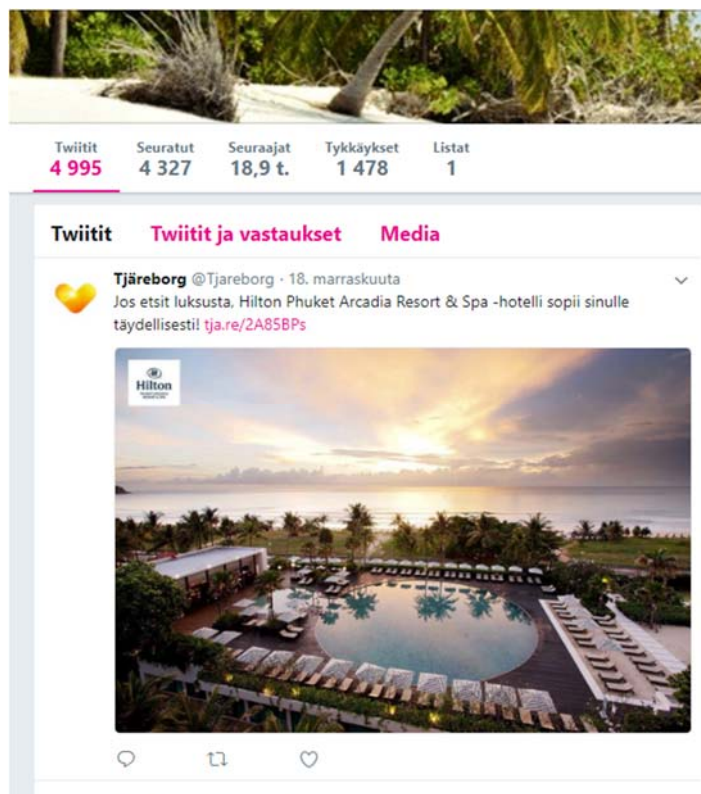 Twiitit Seuratut Seuraajat Tykkäykset Listat
4 995 4 327 18,9 t. 1 478 1
Twiitit Twiitit ja vastaukset Media
Tjäreborg @Tjareborg · 18. marraskuuta
Jos etsit luksusta, Hilton Phuket Arcadia Resort & Spa -hotelli sopii sinulle
täydellisesti! tja.re/2A85BPs
Hilton